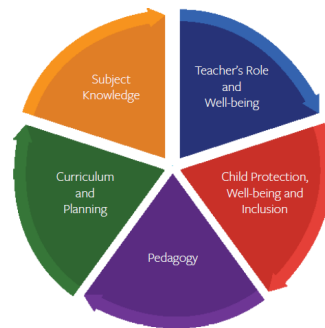 Subject
Knowledge
Teacher's Role
and
Well-being
Curriculum
and
Planning
Child Protection,
Well-being and
Inclusion
Pedagogy